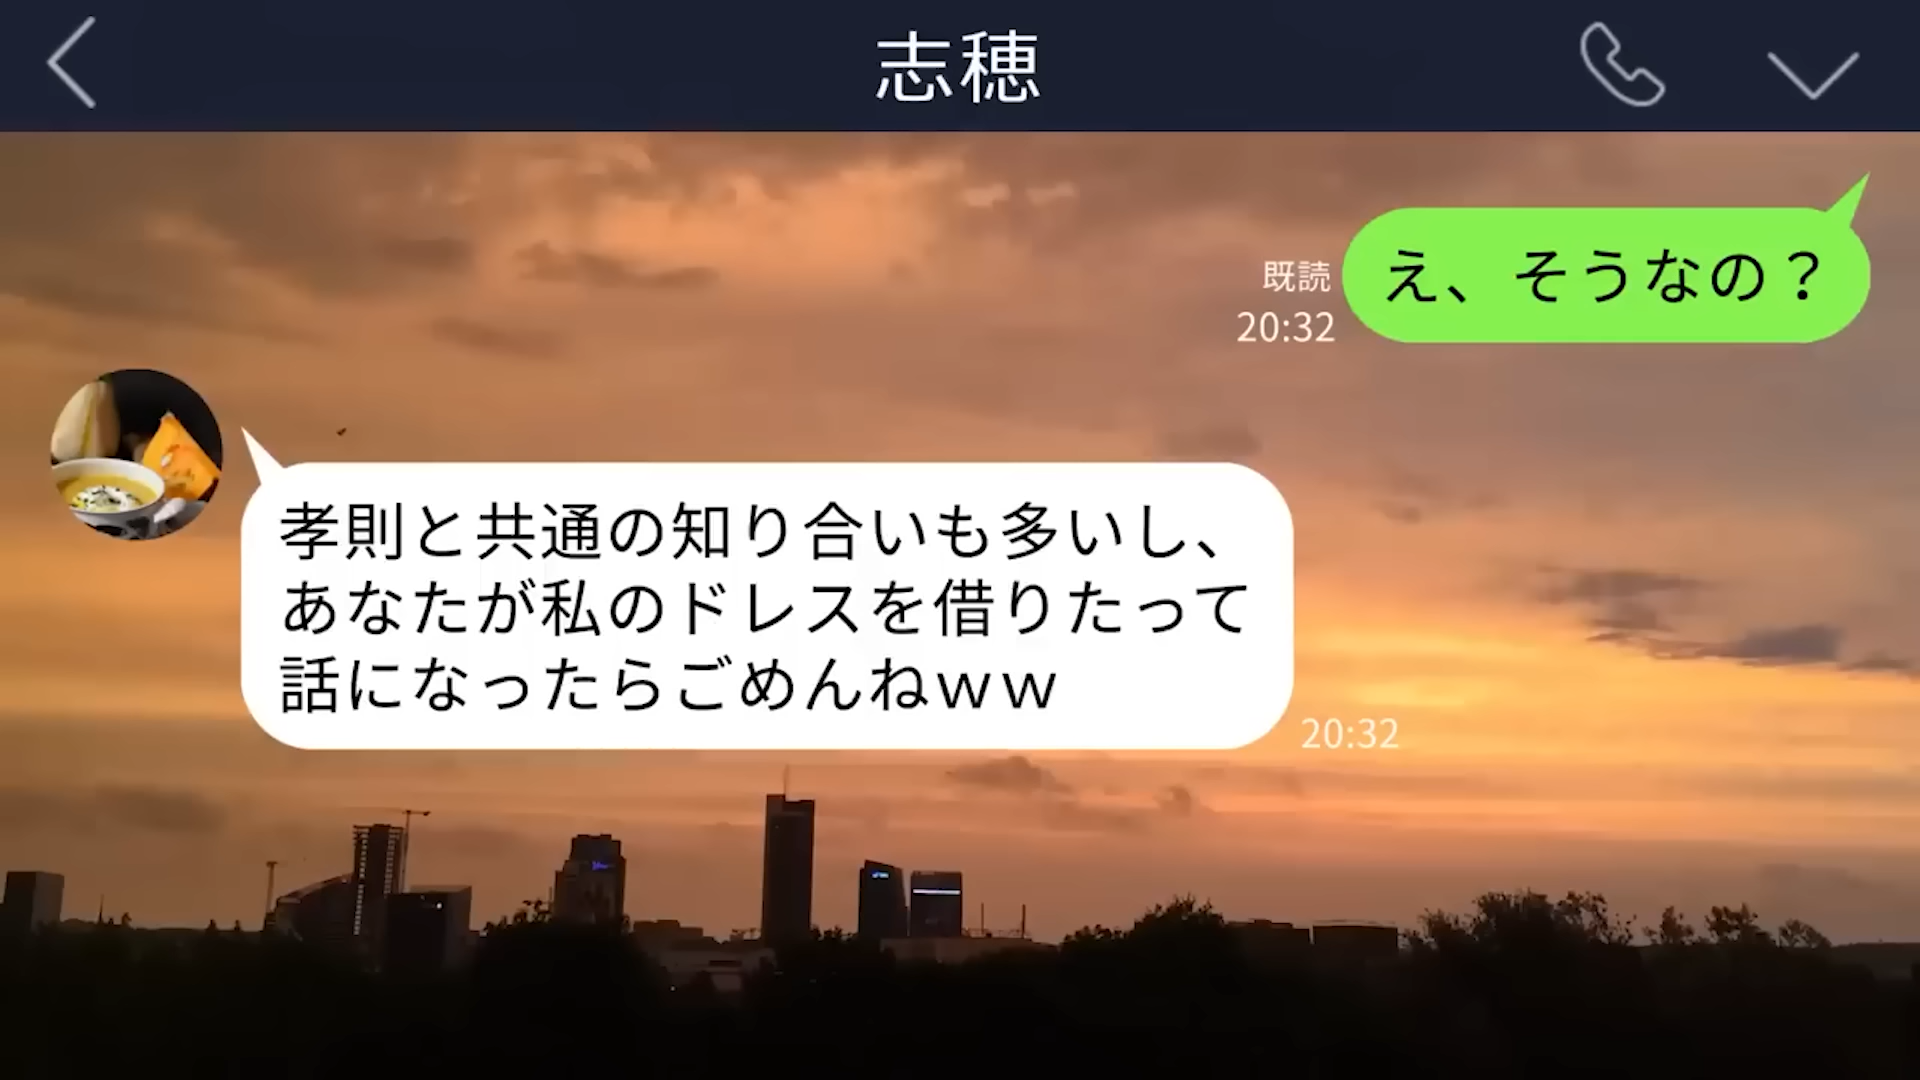 志穂
え、そうなの？
既読
20:32
孝則と共通の知り合いも多いし、
あなたが私のドレスを借りたって
話になったらごめんねｗｗ
20:32